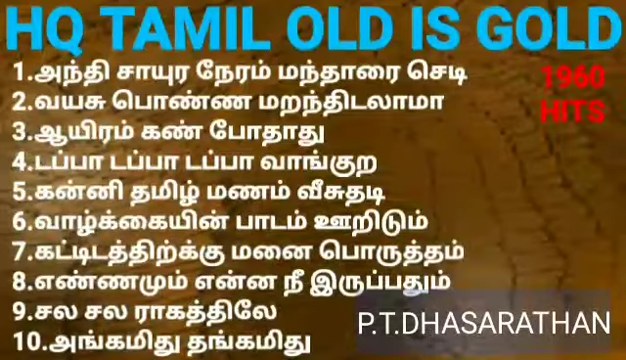 HQ TAMIL OLD IS GOLD
1.அந்தி சாயுர நேரம் மந்தாரை செடி
1960
HITS
2.வயசு பொண்ண மறந்திடலாமா
3.ஆயிரம் கண் போதாது
4.டப்பா டப்பா டப்பா வாங்குற
5.கன்னி தமிழ் மணம் வீசுதடி
6.வாழ்க்கையின் பாடம் ஊறிடும்
7.கட்டிடத்திற்க்கு மனை பொருத்தம்
8.எண்ணமும் என்ன நீ இருப்பதும்
9.சல சல ராகத்திலே
10.அங்கமிது தங்கமிது
P.T.DHASARATHAN